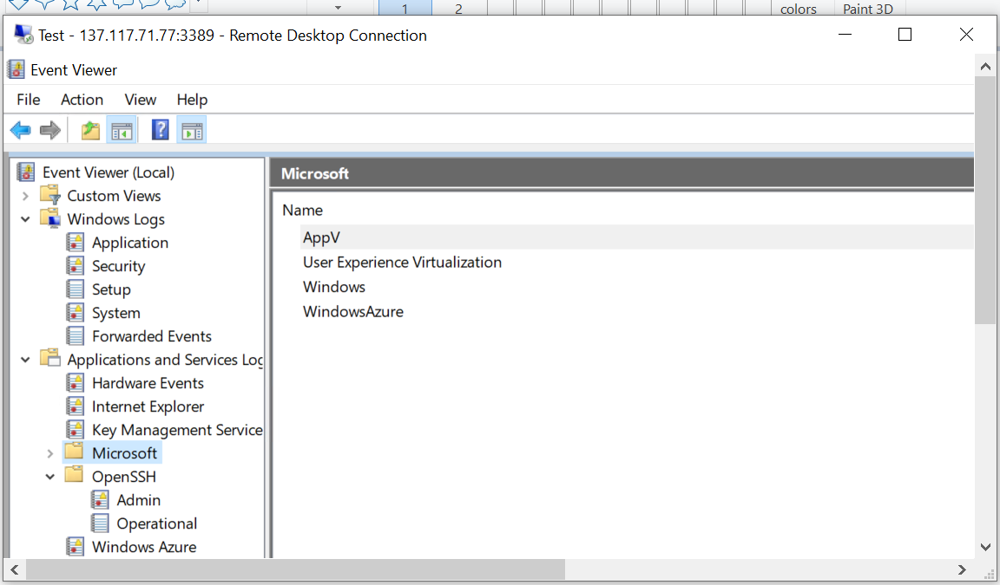 1 2 colors Paint 3D
Test - 137.117.71.77:3389 - Remote Desktop Connection
Event Viewer
File Action View Help
Event Viewer (Local)
Custom Views
Windows Logs
Application
Security
Setup
System
Forwarded Events
Applications and Services Log
Hardware Events
Internet Explorer
Key Management Service
Microsoft
OpenSSH
Admin
Operational
Windows Azure
Microsoft
Name
AppV
User Experience Virtualization
Windows
WindowsAzure